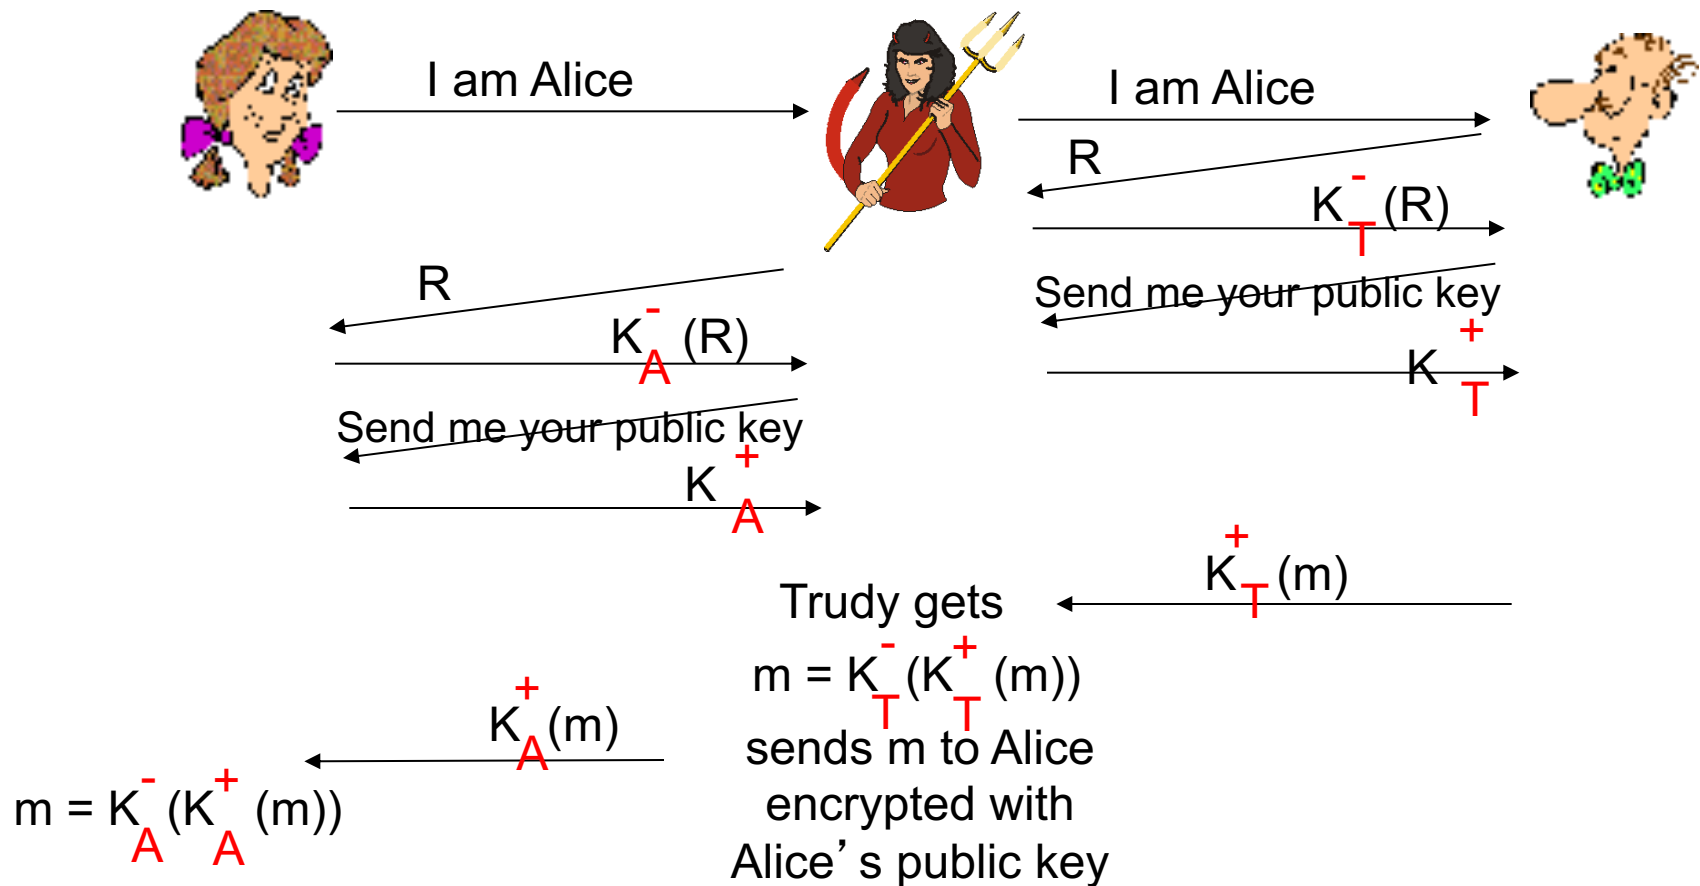 I am Alice
I am Alice
R
K-T (R)
Send me your public key
K+T
R
K-A (R)
Send me your public key
K+A
K+T (m)
Trudy gets
m = K-T (K+T (m))
sends m to Alice
encrypted with
Alice’s public key
K+A (m)
m = K-A (K+A (m))